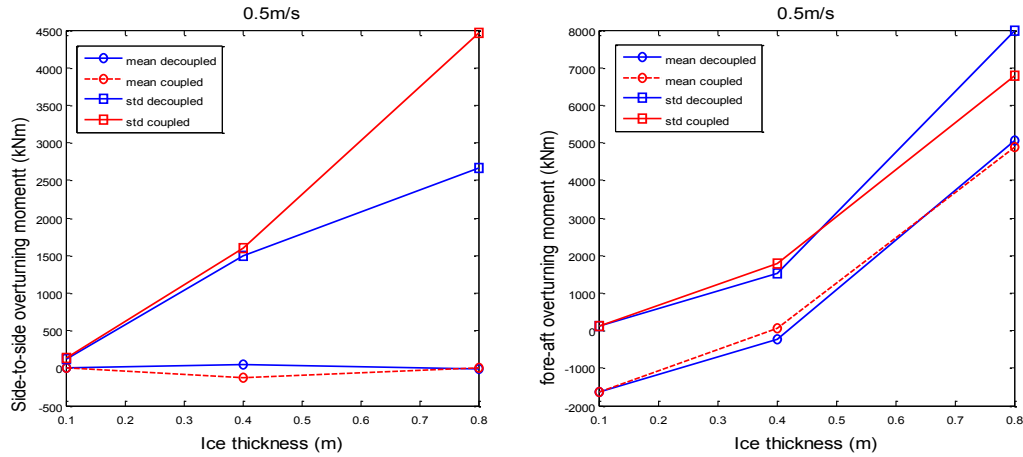 0.5m/s
4500
4000
3500
3000
2500
2000
1500
1000
500
0
-500
Side-to-side overturning momentt (kNm)
mean decoupled
mean coupled
std decoupled
std coupled
0.1
0.2
0.3
0.4
0.5
0.6
0.7
0.8
Ice thickness (m)
0.5m/s
8000
7000
6000
5000
4000
3000
2000
1000
0
-1000
-2000
fore-aft overturning moment (kNm)
mean decoupled
mean coupled
std decoupled
std coupled
0.1
0.2
0.3
0.4
0.5
0.6
0.7
0.8
Ice thickness (m)